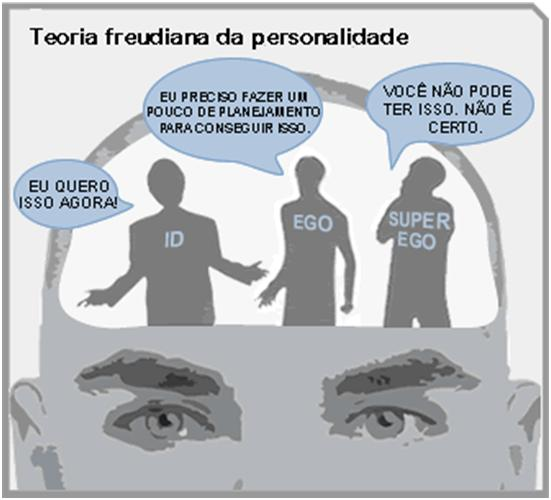 Teoria freudiana da personalidade
EU QUERO
ISSO AGORA!
EU PRECISO FAZER UM
POUCO DE PLANEJAMENTO
PARA CONSEGUIR ISSO.
VOCÊ NÃO PODE
TER ISSO. NÃO É
CERTO.
ID
EGO
SUPER
EGO